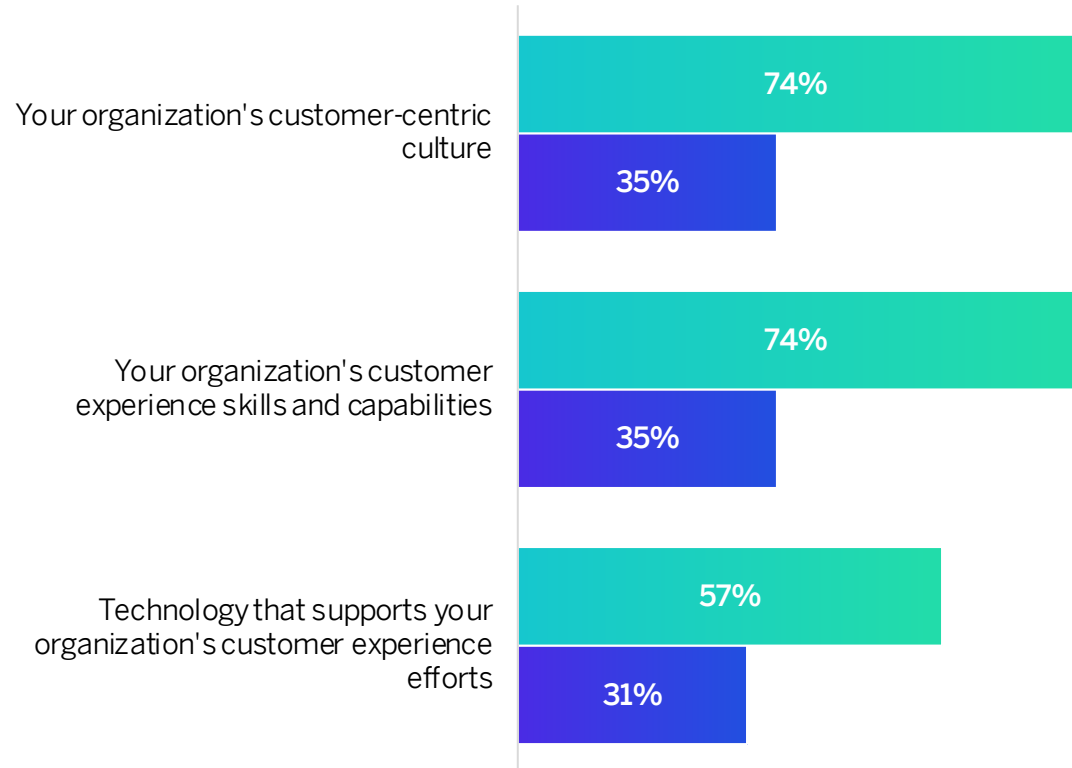 Your organization's customer-centric
culture
74%
35%
Your organization's customer
experience skills and capabilities
74%
35%
Technology that supports your
organization's customer experience
efforts
57%
31%